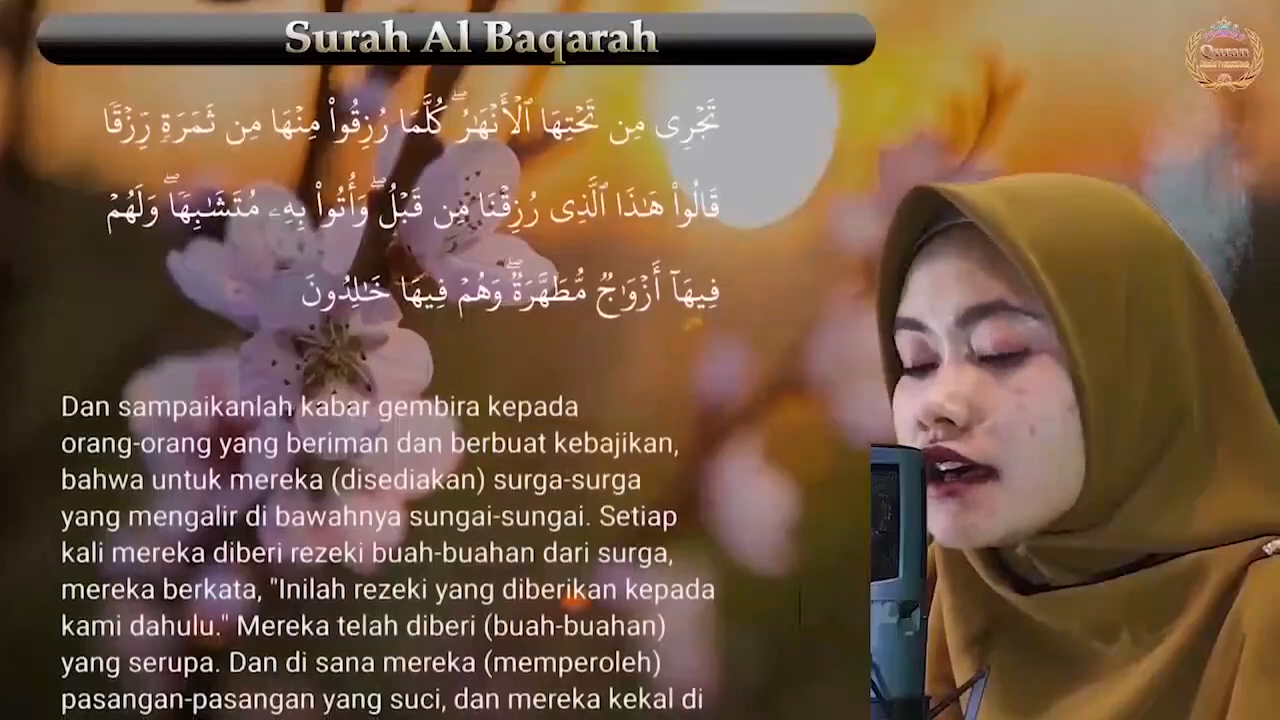 Surah Al Baqarah
Quran
تَجْرِى مِن تَحْتِهَا ٱلْأَنْهَٰرُ ۖ كُلَّمَا رُزِقُوا۟ مِنْهَا مِن ثَمَرَةٍ رِّزْقًا
قَالُوا۟ هَٰذَا ٱلَّذِى رُزِقْنَا مِن قَبْلُ ۖ وَأُتُوا۟ بِهِۦ مُتَشَٰبِهًا ۖ وَلَهُمْ
فِيهَآ أَزْوَٰجٌ مُّطَهَّرَةٌ ۖ وَهُمْ فِيهَا خَٰلِدُونَ
Dan sampaikanlah kabar gembira kepada
orang-orang yang beriman dan berbuat kebajikan,
bahwa untuk mereka (disediakan) surga-surga
yang mengalir di bawahnya sungai-sungai. Setiap
kali mereka diberi rezeki buah-buahan dari surga,
mereka berkata, "Inilah rezeki yang diberikan kepada
kami dahulu." Mereka telah diberi (buah-buahan)
yang serupa. Dan di sana mereka (memperoleh)
pasangan-pasangan yang suci, dan mereka kekal di